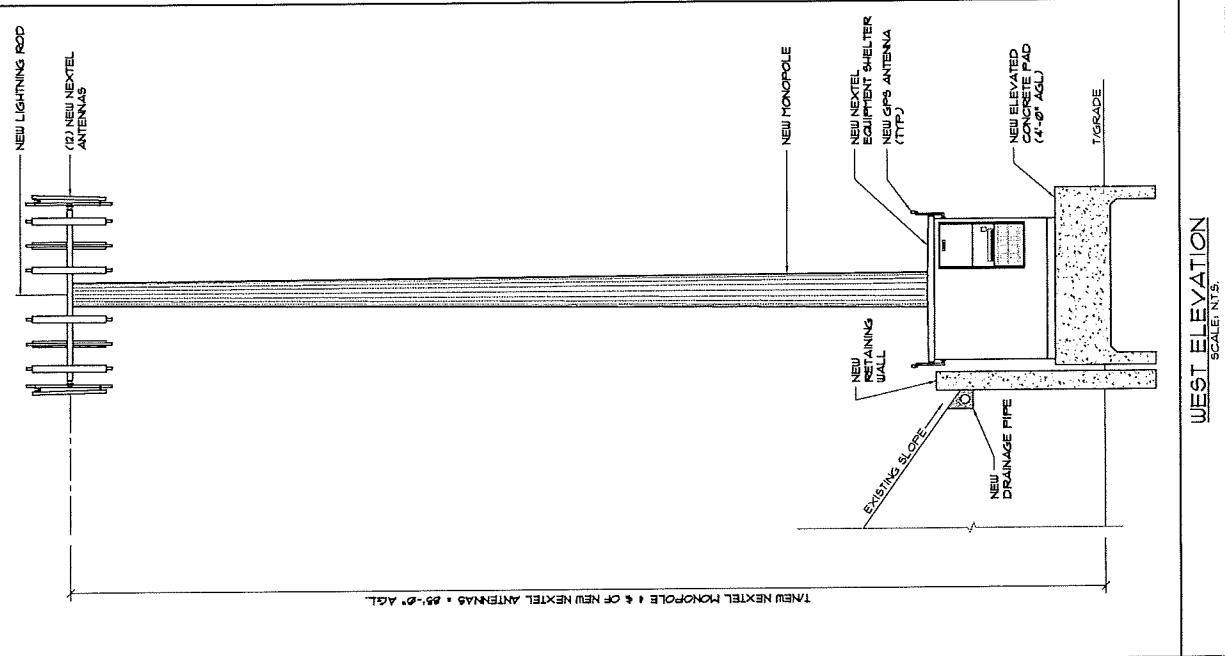 NEW LIGHTNING ROD
(12) NEW NEXTEL
ANTENNAS
NEW MONOPOLE
NEW NEXTEL
EQUIPMENT SHELTER
NEW GPS ANTENNA
(TYP)
NEW ELEVATED
CONCRETE PAD
(4'-0" AGL)
T/GRADE
NEW
RETAINING
WALL
EXISTING SLOPE
NEW
DRAINAGE PIPE
T/NEW NEXTEL MONOPOLE & ℄ OF NEW NEXTEL ANTENNAS = 85'-0" AGL.
WEST ELEVATION
SCALE: N.T.S.